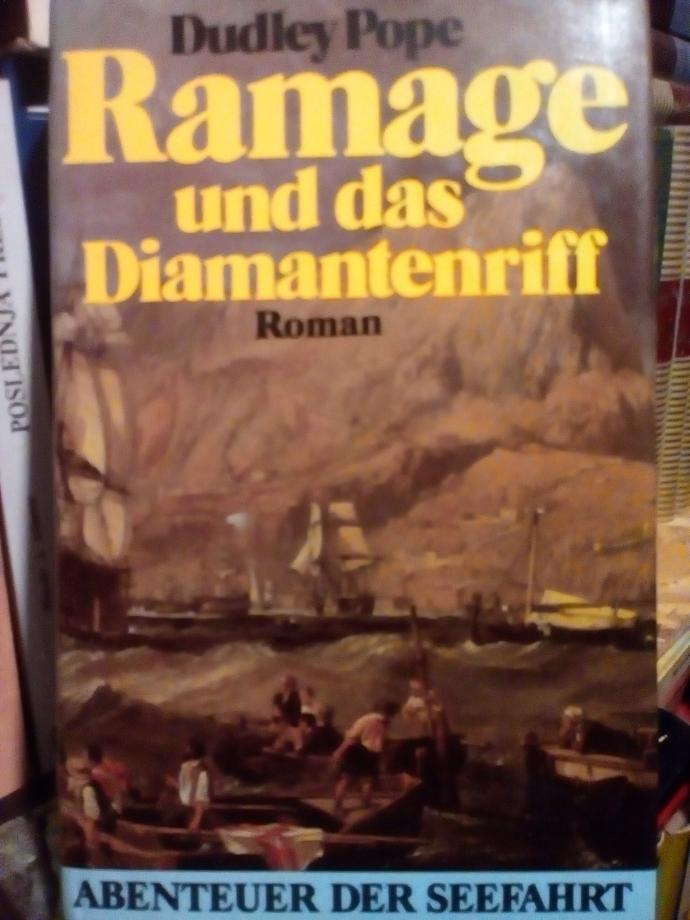 Dudley Pope
Ramage
und das
Diamantenriff
Roman
ABENTEUER DER SEEFAHRT
POSLEDNJA